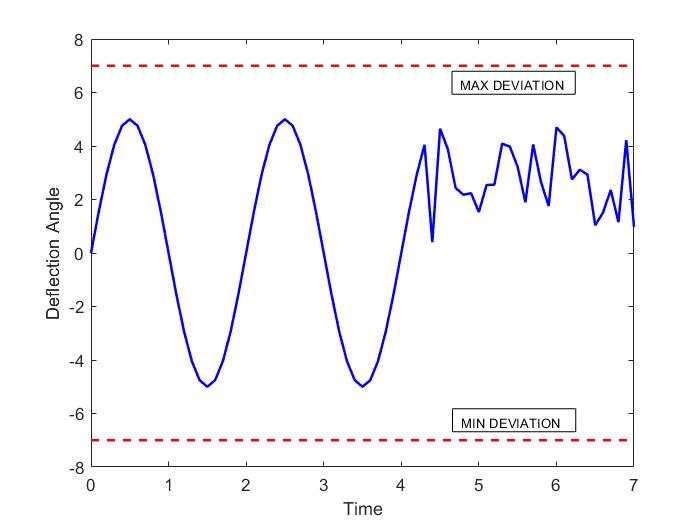 8
6
4
2
0
-2
-4
-6
-8
Deflection Angle
MAX DEVIATION
MIN DEVIATION
0 1 2 3 4 5 6 7
Time